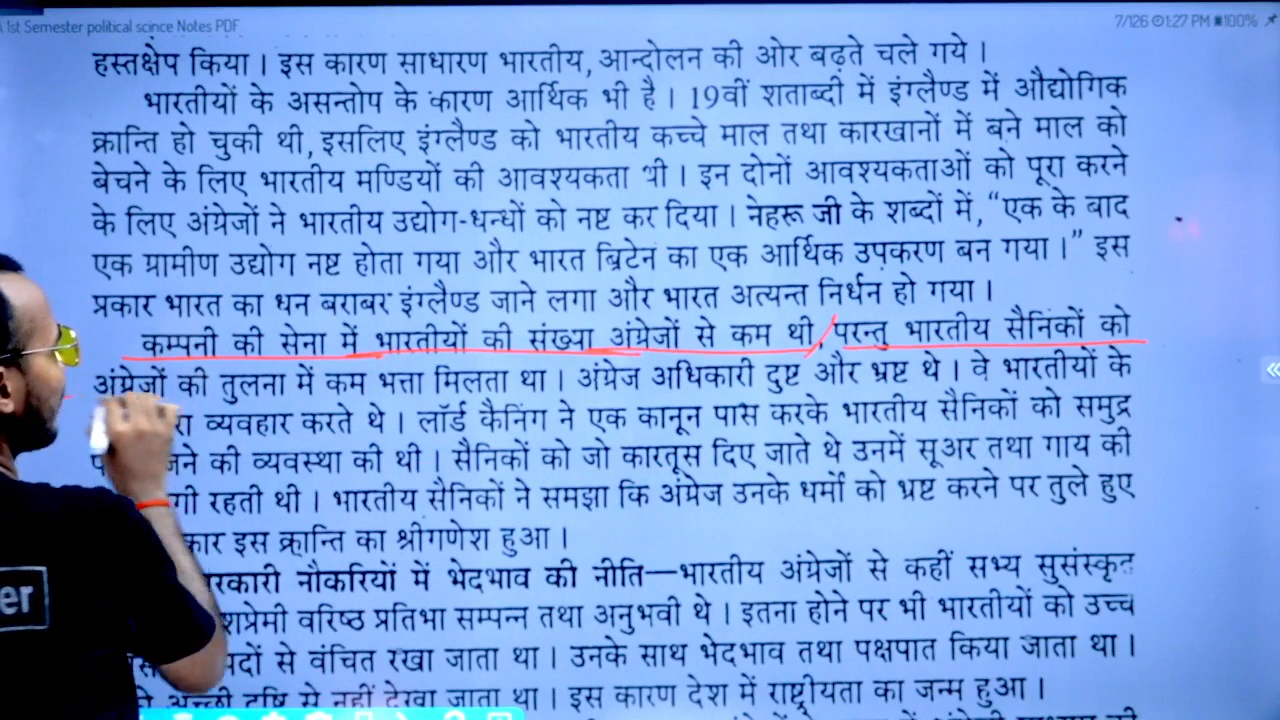 1st Semester political scince Notes PDF
7/126 1:27 PM 100%
हस्तक्षेप किया । इस कारण साधारण भारतीय, आन्दोलन की ओर बढ़ते चले गये ।
भारतीयों के असन्तोष के कारण आर्थिक भी है । 19वीं शताब्दी में इंग्लैण्ड में औद्योगिक
क्रान्ति हो चुकी थी, इसलिए इंग्लैण्ड को भारतीय कच्चे माल तथा कारखानों में बने माल को
बेचने के लिए भारतीय मण्डियों की आवश्यकता थी । इन दोनों आवश्यकताओं को पूरा करने
के लिए अंग्रेजों ने भारतीय उद्योग-धन्धों को नष्ट कर दिया । नेहरू जी के शब्दों में, “एक के बाद
एक ग्रामीण उद्योग नष्ट होता गया और भारत ब्रिटेन का एक आर्थिक उपकरण बन गया ।” इस
प्रकार भारत का धन बराबर इंग्लैण्ड जाने लगा और भारत अत्यन्त निर्धन हो गया ।
कम्पनी की सेना में भारतीयों की संख्या अंग्रेजों से कम थी, परन्तु भारतीय सैनिकों को
अंग्रेजों की तुलना में कम भत्ता मिलता था । अंग्रेज अधिकारी दुष्ट और भ्रष्ट थे । वे भारतीयों के
व्यवहार करते थे । लॉर्ड कैनिंग ने एक कानून पास करके भारतीय सैनिकों को समुद्र
की व्यवस्था की थी । सैनिकों को जो कारतूस दिए जाते थे उनमें सूअर तथा गाय की
रहती थी । भारतीय सैनिकों ने समझा कि अंग्रेज उनके धर्मों को भ्रष्ट करने पर तुले हुए
कार इस क्रान्ति का श्रीगणेश हुआ ।
रकारी नौकरियों में भेदभाव की नीति—भारतीय अंग्रेजों से कहीं सभ्य सुसंस्कृत
शप्रेमी वरिष्ठ प्रतिभा सम्पन्न तथा अनुभवी थे । इतना होने पर भी भारतीयों को उच्च
पदों से वंचित रखा जाता था । उनके साथ भेदभाव तथा पक्षपात किया जाता था ।
अच्छी दृष्टि से नहीं देखा जाता था । इस कारण देश में राष्ट्रीयता का जन्म हुआ ।
er